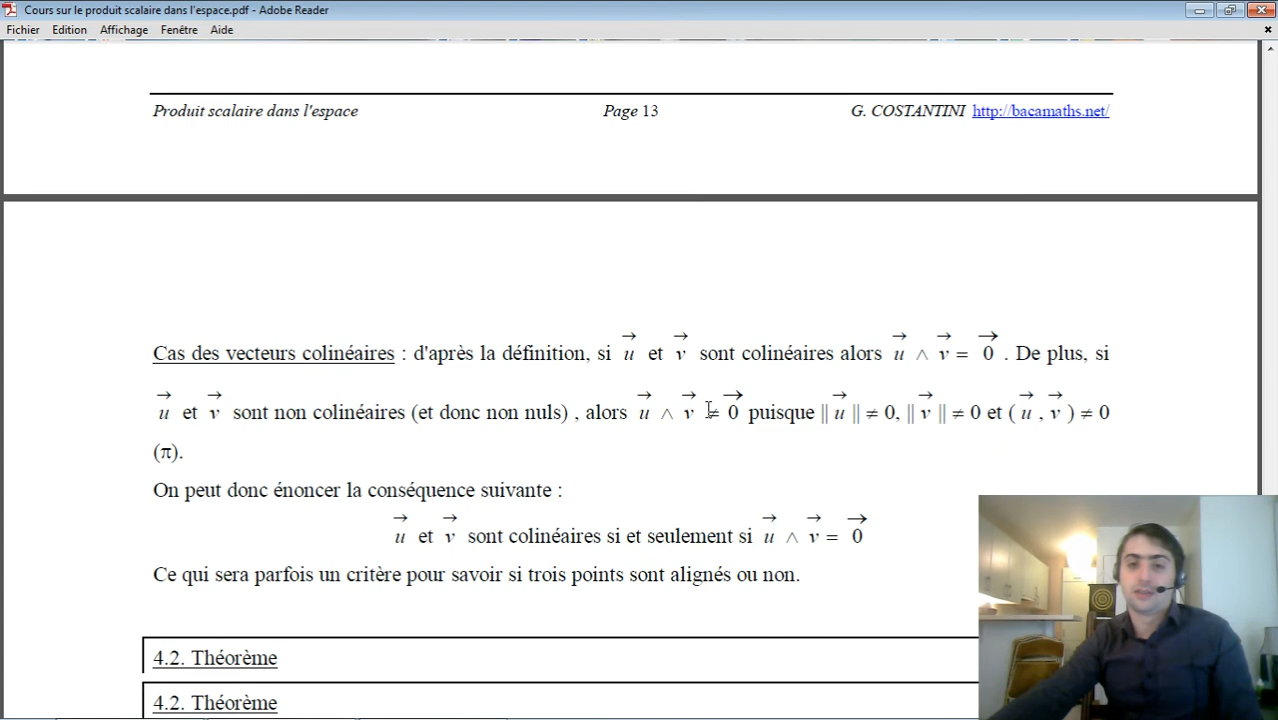 Cours sur le produit scalaire dans l'espace.pdf - Adobe Reader
Fichier Edition Affichage Fenêtre Aide
Produit scalaire dans l'espace Page 13 G. COSTANTINI http://bacamaths.net/
Cas des vecteurs colinéaires : d'après la définition, si u⃗ et v⃗ sont colinéaires alors u⃗ ∧ v⃗ = 0⃗ . De plus, si
u⃗ et v⃗ sont non colinéaires (et donc non nuls) , alors u⃗ ∧ v⃗ ≠ 0⃗ puisque || u⃗ || ≠ 0, || v⃗ || ≠ 0 et ( u⃗ , v⃗ ) ≠ 0
(π).
On peut donc énoncer la conséquence suivante :
u⃗ et v⃗ sont colinéaires si et seulement si u⃗ ∧ v⃗ = 0⃗
Ce qui sera parfois un critère pour savoir si trois points sont alignés ou non.
4.2. Théorème
4.2. Théorème